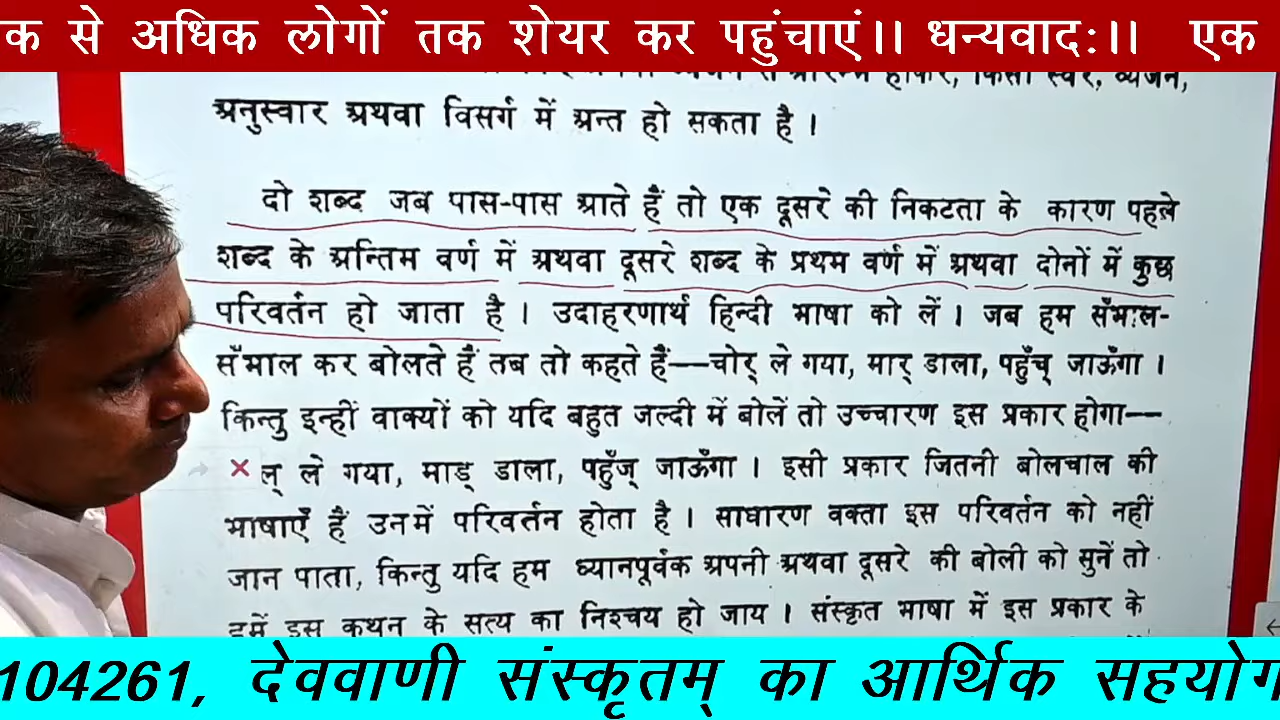 क से अधिक लोगों तक शेयर कर पहुंचाएं।। धन्यवादः।। एक
होकर, किसी स्वर, व्यंजन,
अनुस्वार अथवा विसर्ग में अन्त हो सकता है ।
दो शब्द जब पास-पास आते हैं तो एक दूसरे की निकटता के कारण पहले
शब्द के अन्तिम वर्ण में अथवा दूसरे शब्द के प्रथम वर्ण में अथवा दोनों में कुछ
परिवर्तन हो जाता है । उदाहरणार्थ हिन्दी भाषा को लें । जब हम सँभाल-
सँभाल कर बोलते हैं तब तो कहते हैं—चोर् ले गया, मार् डाला, पहुँच् जाऊँगा ।
किन्तु इन्हीं वाक्यों को यदि बहुत जल्दी में बोलें तो उच्चारण इस प्रकार होगा—
ल् ले गया, माड् डाला, पहुँज् जाऊँगा । इसी प्रकार जितनी बोलचाल की
भाषाएँ हैं उनमें परिवर्तन होता है । साधारण वक्ता इस परिवर्तन को नहीं
जान पाता, किन्तु यदि हम ध्यानपूर्वक अपनी अथवा दूसरे की बोली को सुनें तो
हमें इस कथन के सत्य का निश्चय हो जाय । संस्कृत भाषा में इस प्रकार के
104261, देववाणी संस्कृतम् का आर्थिक सहयोग